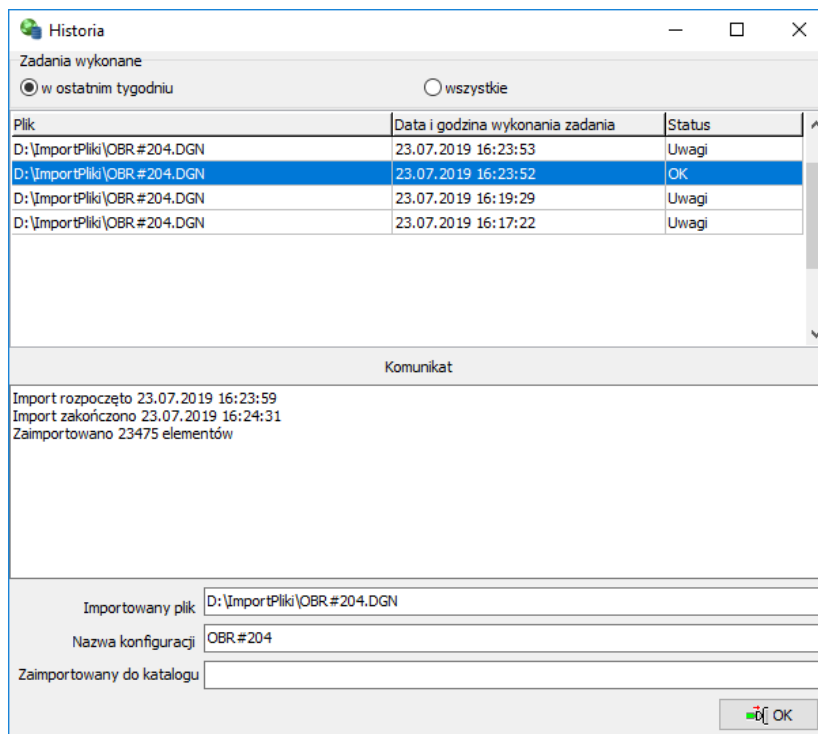 Historia
Zadania wykonane
w ostatnim tygodniu wszystkie
Plik Data i godzina wykonania zadania Status
D:\ImportPliki\OBR#204.DGN 23.07.2019 16:23:53 Uwagi
D:\ImportPliki\OBR#204.DGN 23.07.2019 16:23:52 OK
D:\ImportPliki\OBR#204.DGN 23.07.2019 16:19:29 Uwagi
D:\ImportPliki\OBR#204.DGN 23.07.2019 16:17:22 Uwagi
Komunikat
Import rozpoczęto 23.07.2019 16:23:59
Import zakończono 23.07.2019 16:24:31
Zaimportowano 23475 elementów
Importowany plik D:\ImportPliki\OBR#204.DGN
Nazwa konfiguracji OBR#204
Zaimportowany do katalogu
OK